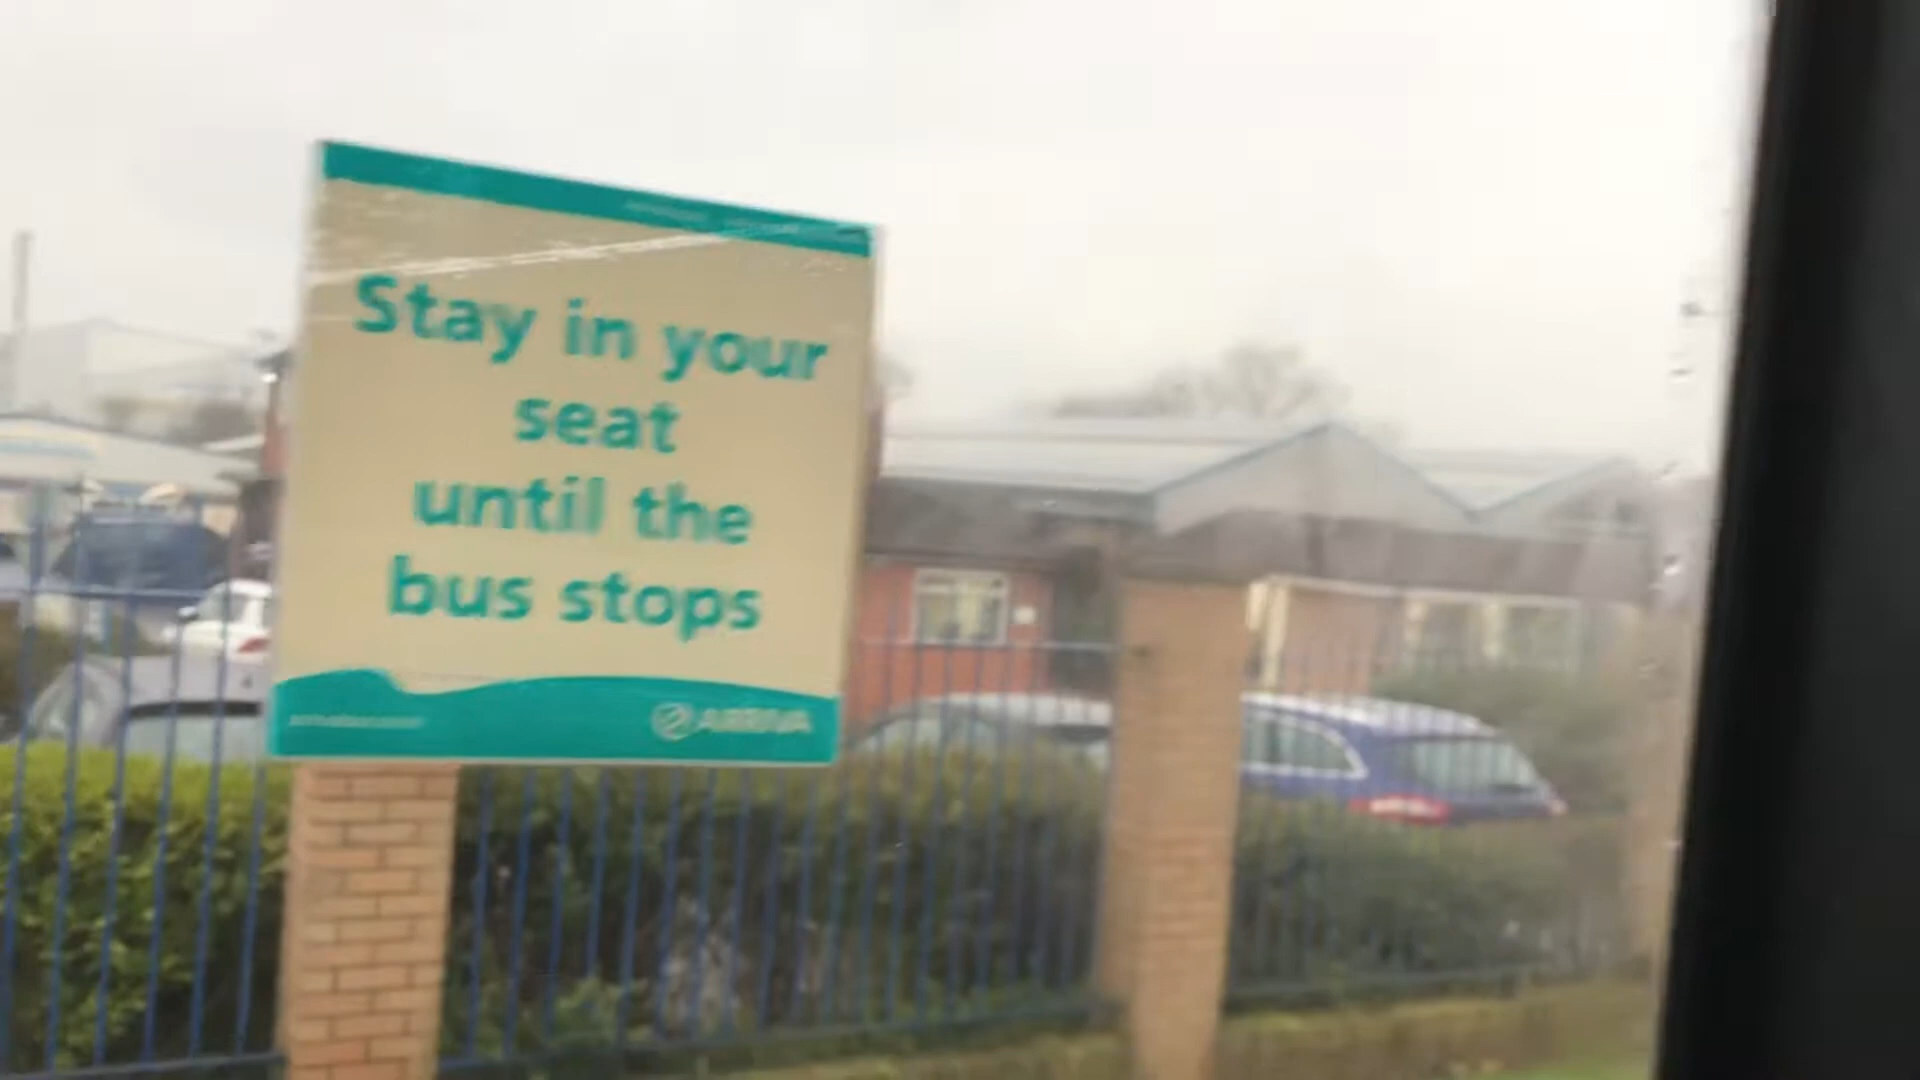 Stay in your
seat
until the
bus stops
ARRIVA